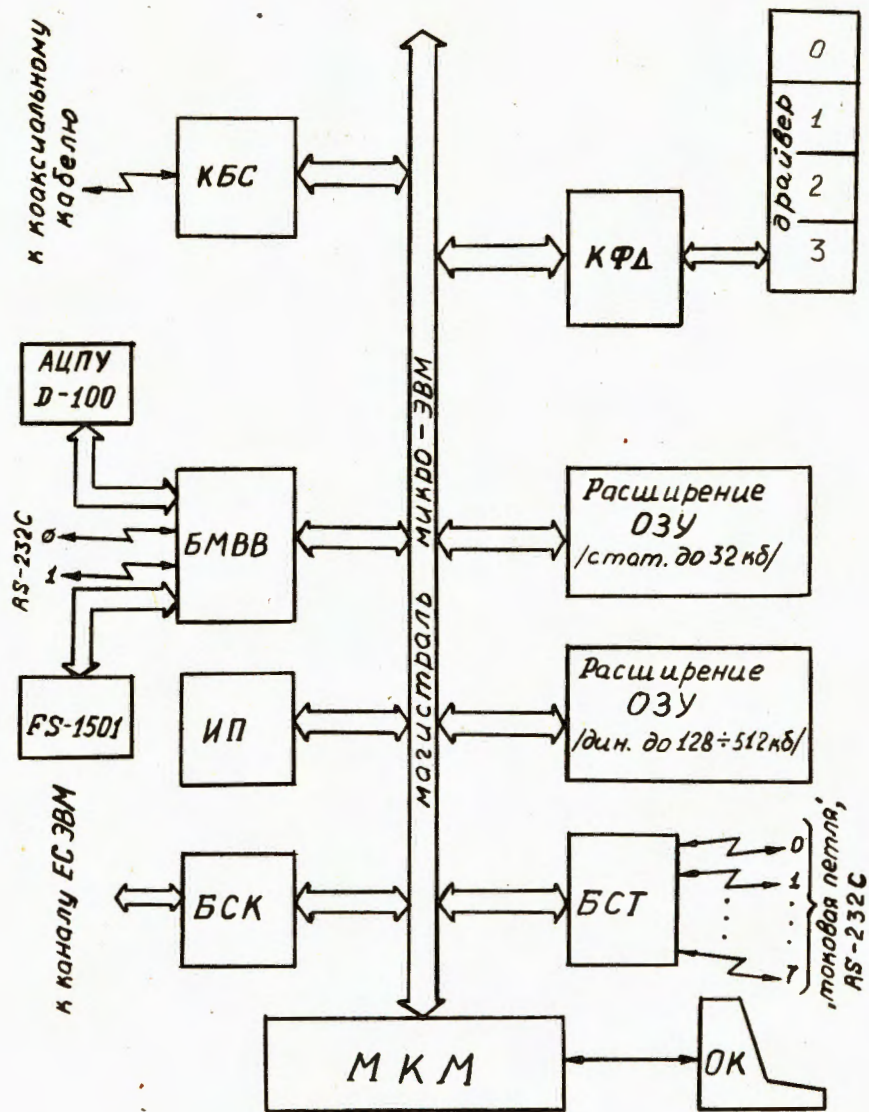 к коаксиальному
кабелю
КБС
КФД
драйвер
0
1
2
3
АЦПУ
D-100
RS-232C
0
1
БМВВ
FS-1501
магистраль микро-ЭВМ
Расширение
ОЗУ
/стат. до 32 кб/
ИП
Расширение
ОЗУ
/дин. до 128÷512кб/
к каналу ЕС ЭВМ
БСК
БСТ
0
1
7
"токовая петля",
RS-232C
МКМ
ОК